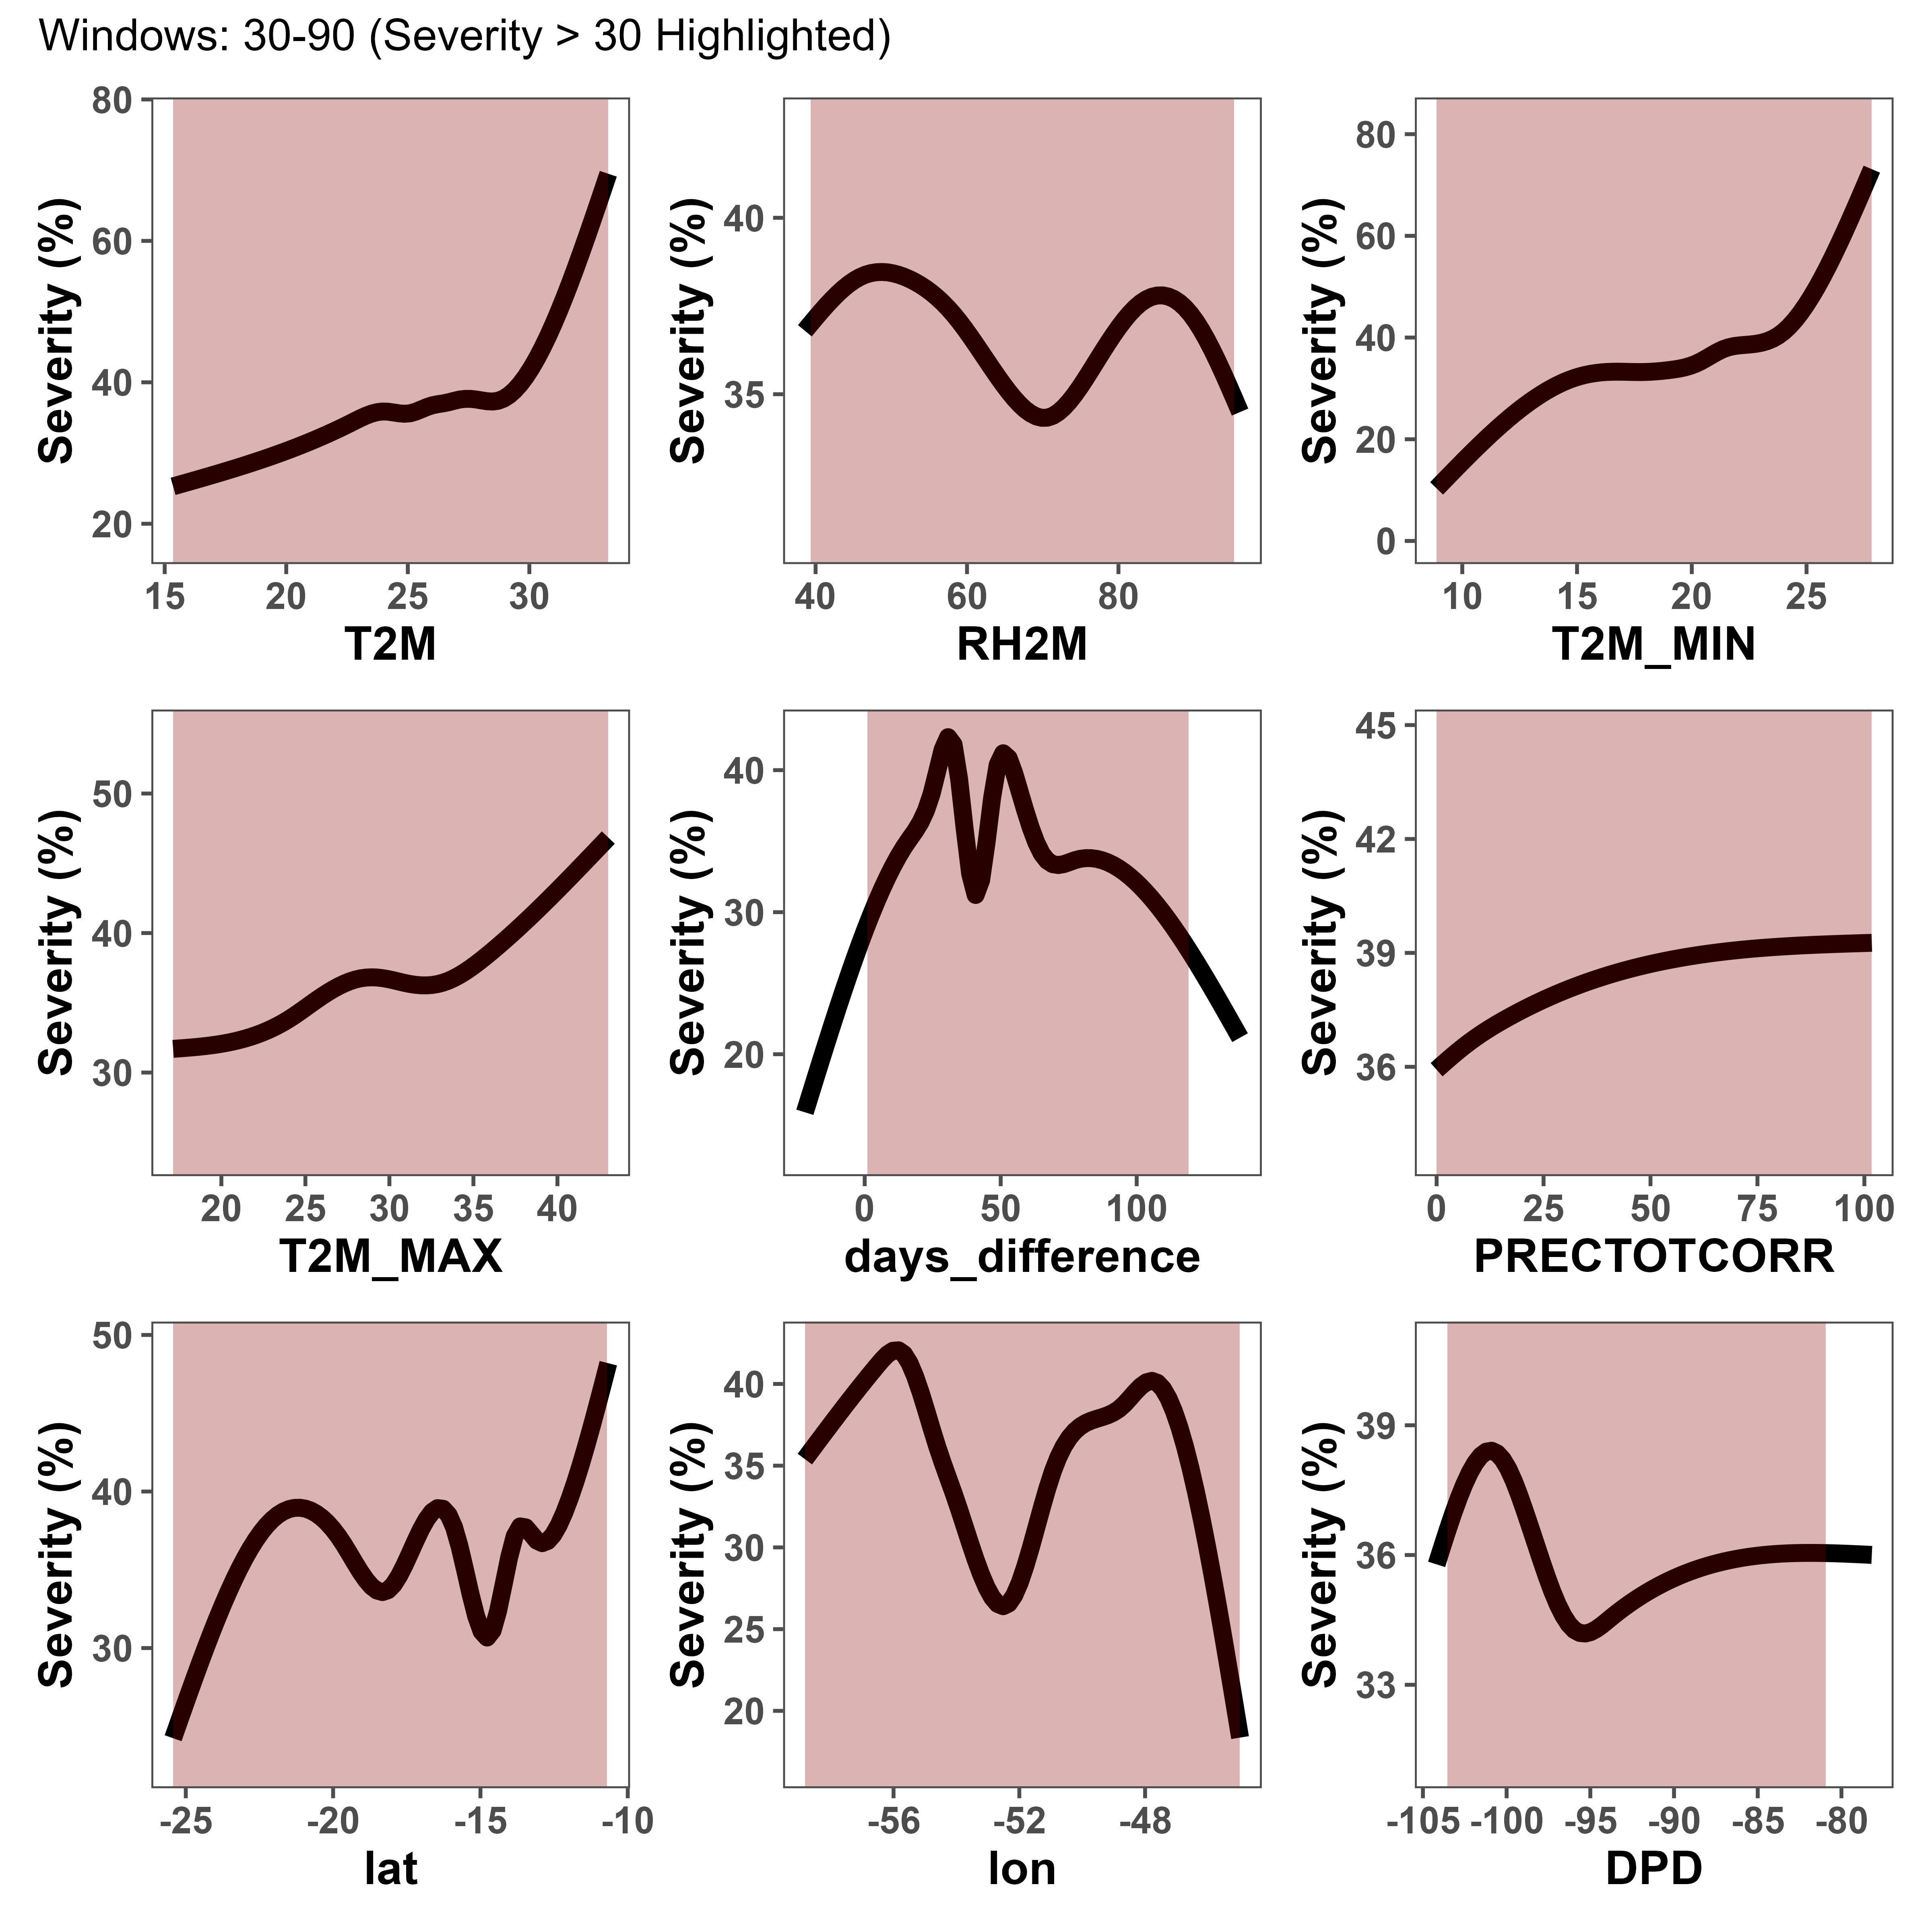 Windows: 30-90 (Severity > 30 Highlighted)
Severity (%)
80
60
40
20
15 20 25 30
T2M
Severity (%)
40
35
40 60 80
RH2M
Severity (%)
80
60
40
20
0
10 15 20 25
T2M_MIN
Severity (%)
50
40
30
20 25 30 35 40
T2M_MAX
Severity (%)
40
30
20
0 50 100
days_difference
Severity (%)
45
42
39
36
0 25 50 75 100
PRECTOTCORR
Severity (%)
50
40
30
-25 -20 -15 -10
lat
Severity (%)
40
35
30
25
20
-56 -52 -48
lon
Severity (%)
39
36
33
-105 -100 -95 -90 -85 -80
DPD